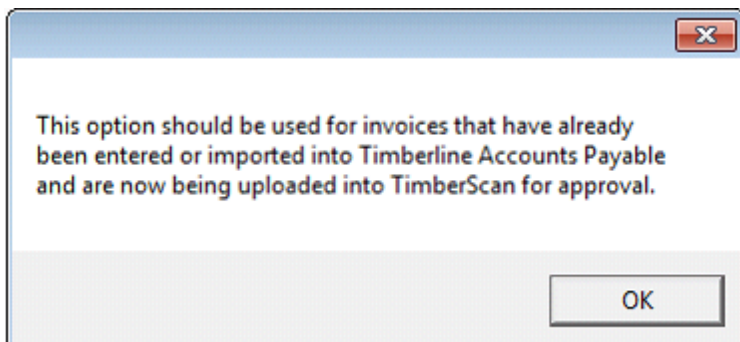 This option should be used for invoices that have already
been entered or imported into Timberline Accounts Payable
and are now being uploaded into TimberScan for approval.
OK